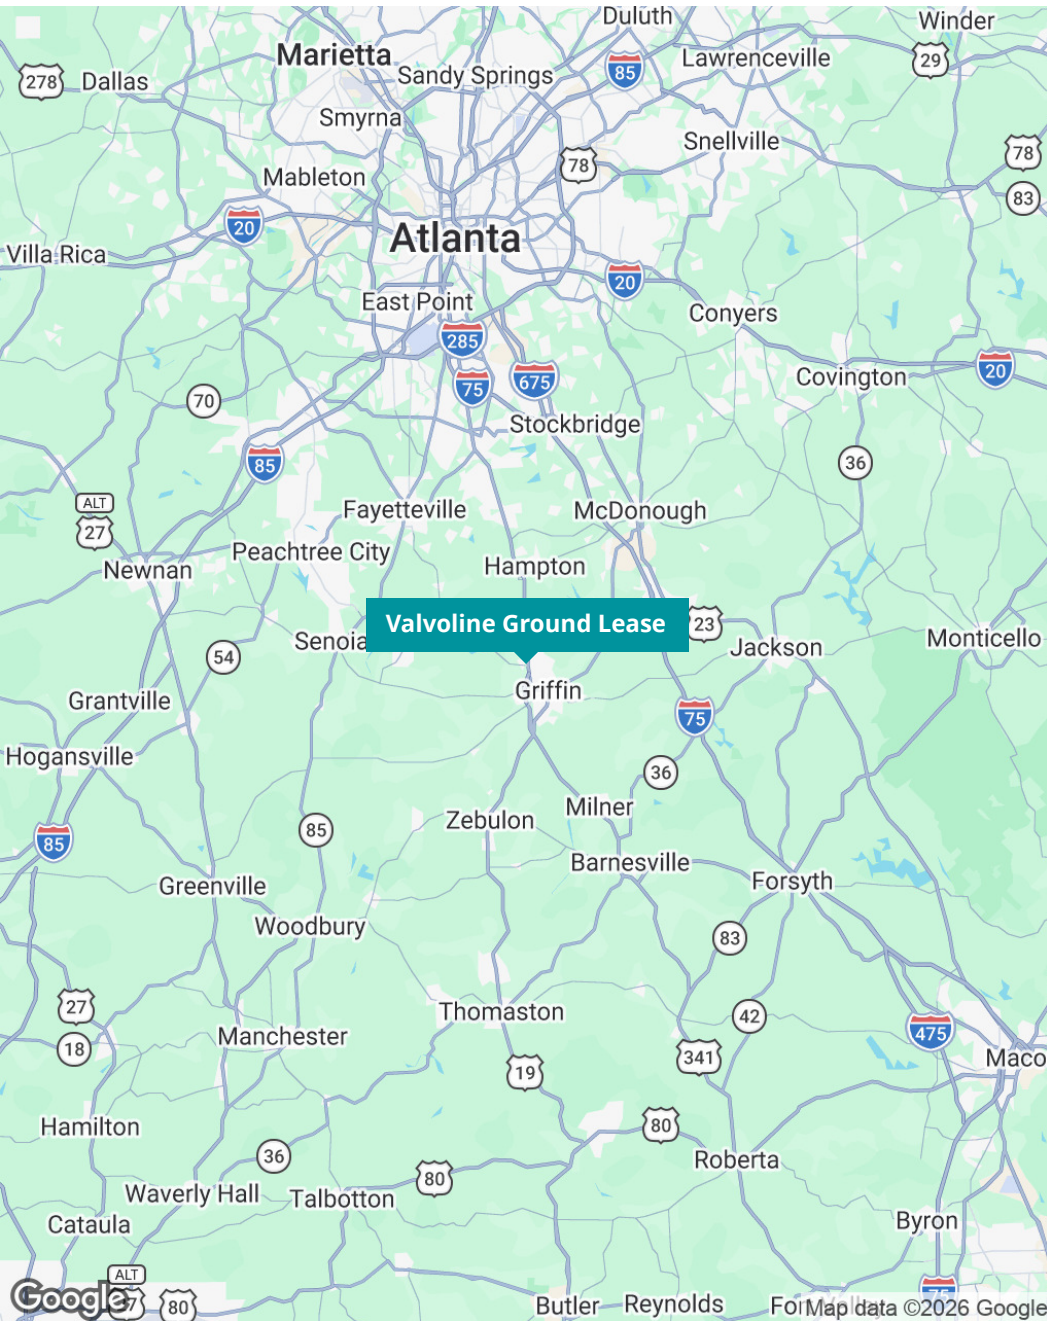 Duluth
Winder
Marietta
85
Lawrenceville
29
278
Dallas
Sandy Springs
Smyrna
Snellville
78
78
Mableton
83
20
Atlanta
Villa Rica
20
East Point
Conyers
285
20
75
675
Covington
70
Stockbridge
85
36
ALT
27
Fayetteville
McDonough
Peachtree City
Newnan
Hampton
Valvoline Ground Lease
23
Senoia
Jackson
Monticello
54
Griffin
Grantville
75
Hogansville
36
Milner
Zebulon
85
85
Barnesville
Greenville
Forsyth
Woodbury
83
27
Thomaston
42
18
Manchester
475
341
Maco
19
Hamilton
80
36
Roberta
80
Waverly Hall
Talbotton
Cataula
Byron
ALT
Google
80
75
Butler
Reynolds
Map data ©2026 Google